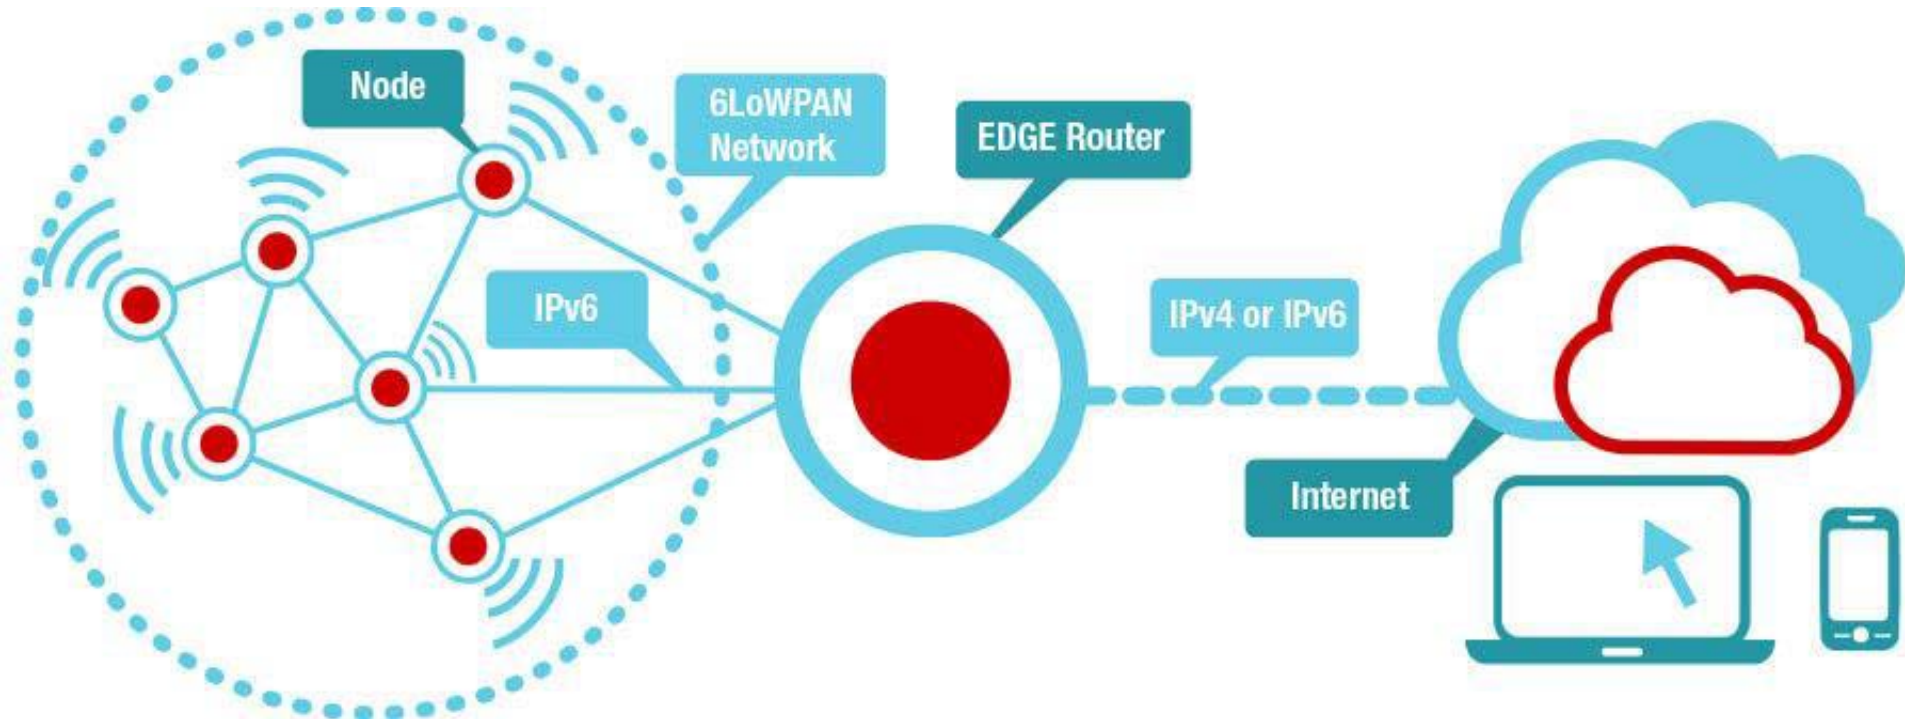 Node
6LoWPAN
Network
EDGE Router
IPv6
IPv4 or IPv6
Internet